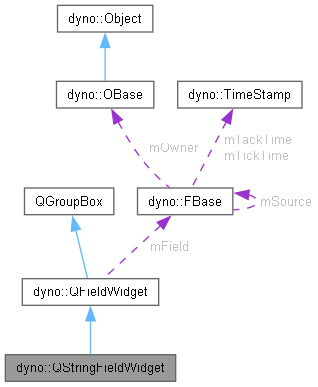 dyno::Object
dyno::OBase
dyno::TimeStamp
mOwner
mTackTime
mTickTime
QGroupBox
dyno::FBase
mSource
mField
dyno::QFieldWidget
dyno::QStringFieldWidget